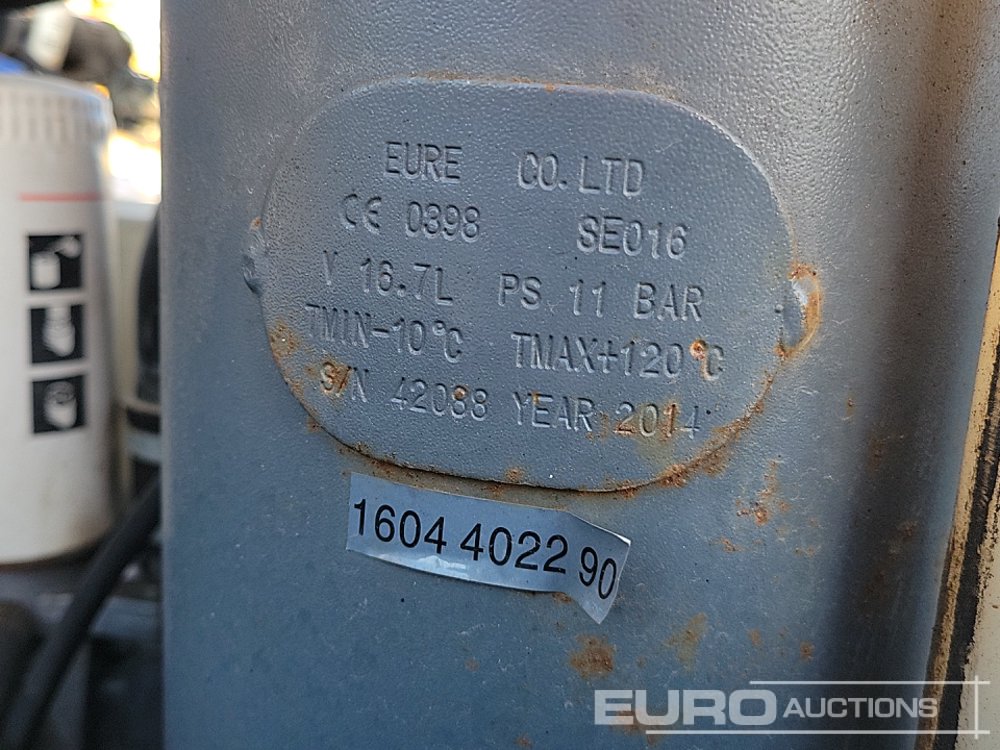 EURE CO. LTD
CE 0398 SE016
V 16.7L PS 11 BAR
TMIN-10°C TMAX+120°C
S/N 42088 YEAR 2014
1604 4022 90
EURO AUCTIONS